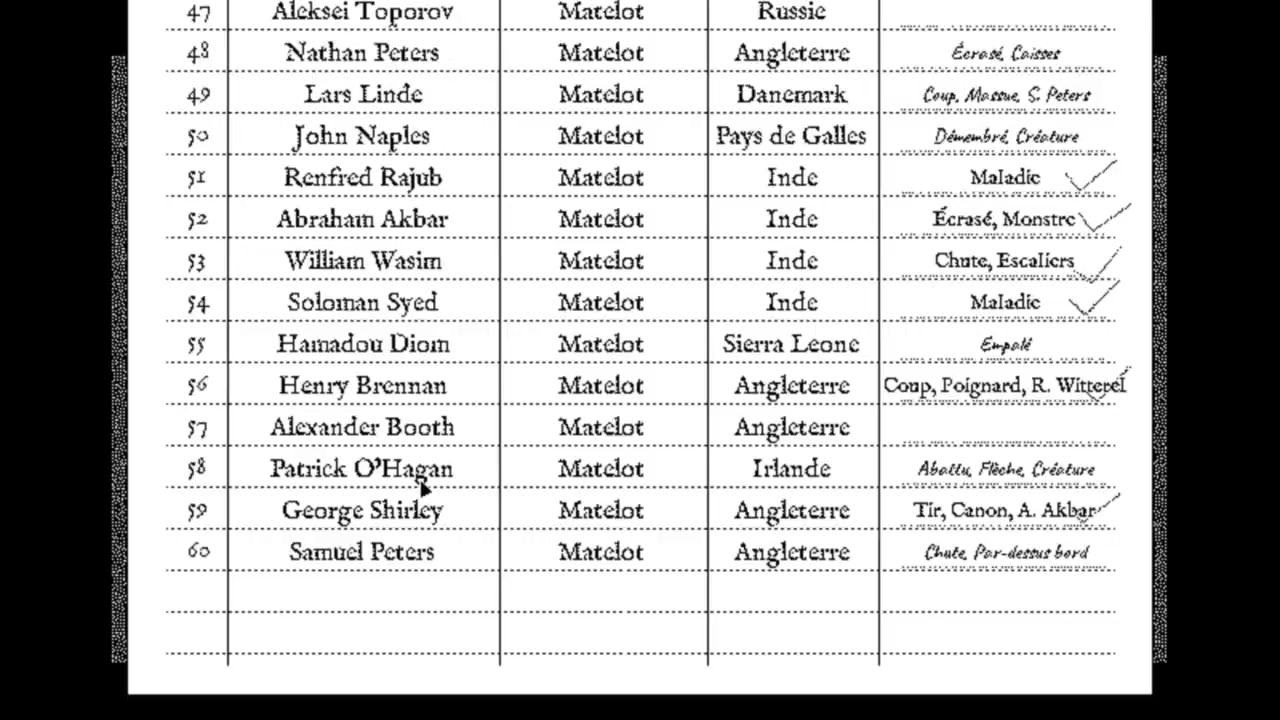 47 Aleksei Toporov Matelot Russie
48 Nathan Peters Matelot Angleterre Écrasé, Caisses
49 Lars Linde Matelot Danemark Coup, Massue, S. Peters
50 John Naples Matelot Pays de Galles Démembré, Créature
51 Renfred Rajub Matelot Inde Maladie
52 Abraham Akbar Matelot Inde Écrasé, Monstre
53 William Wasim Matelot Inde Chute, Escaliers
54 Soloman Syed Matelot Inde Maladie
55 Hamadou Diom Matelot Sierra Leone Empalé
56 Henry Brennan Matelot Angleterre Coup, Poignard, R. Witterel
57 Alexander Booth Matelot Angleterre
58 Patrick O'Hagan Matelot Irlande Abattu, Flèche, Créature
59 George Shirley Matelot Angleterre Tir, Canon, A. Akbar
60 Samuel Peters Matelot Angleterre Chute, Par-dessus bord